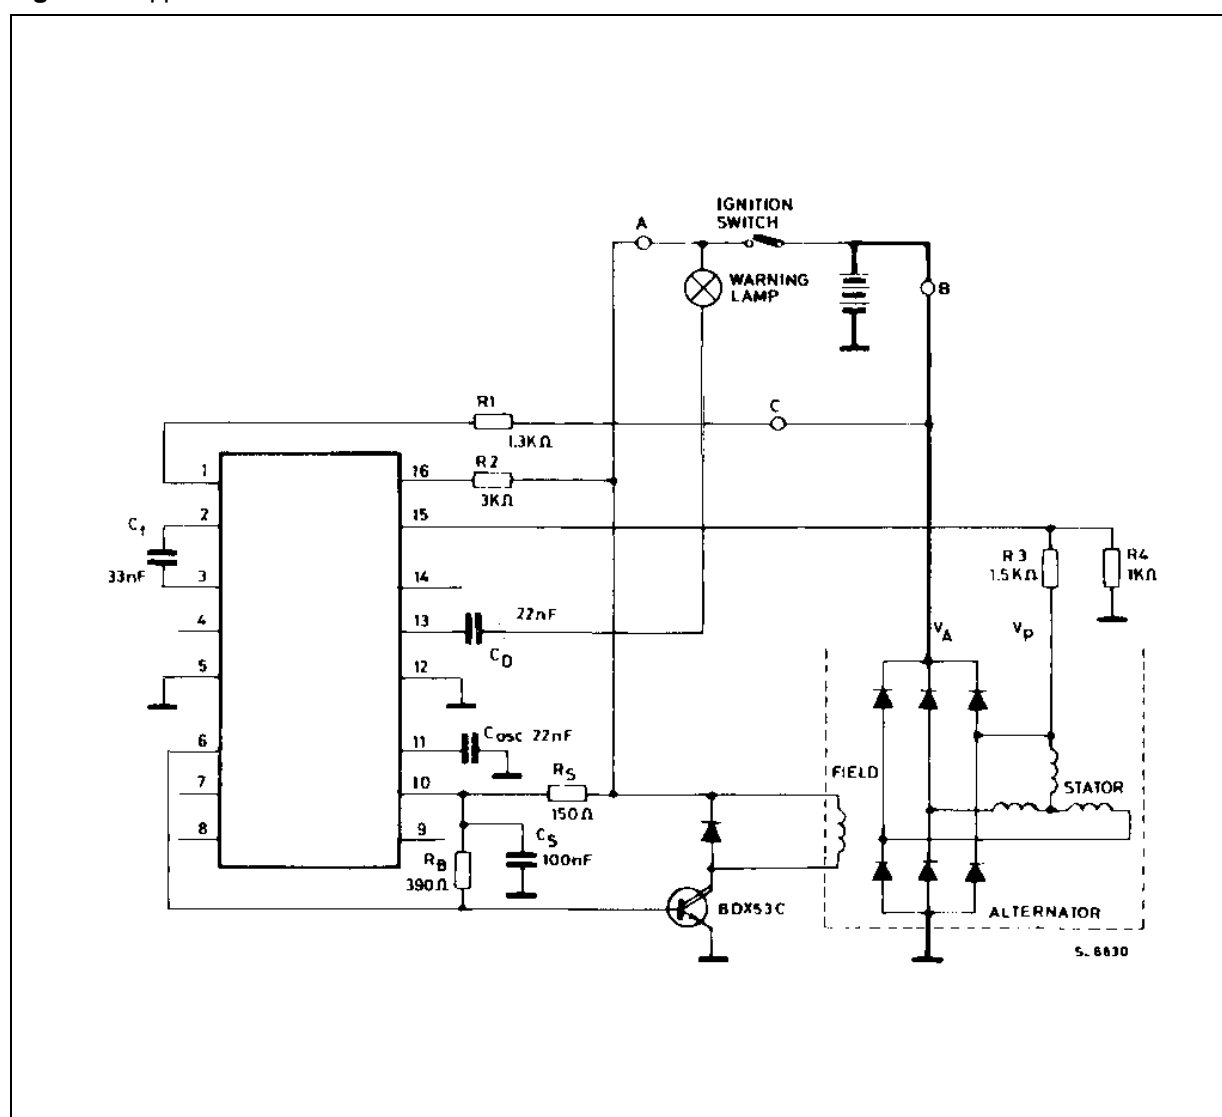 IGNITION
SWITCH
A
WARNING
LAMP
B
R1
1.3KΩ
C
R2
3KΩ
1
16
2
15
C1
33nF
3
14
R3
1.5KΩ
R4
1KΩ
4
13
22nF
CD
VA
Vp
5
12
6
11
Cosc 22nF
FIELD
STATOR
7
10
RS
150Ω
8
9
CS
100nF
RB
390Ω
BDX53C
ALTERNATOR
S-6630